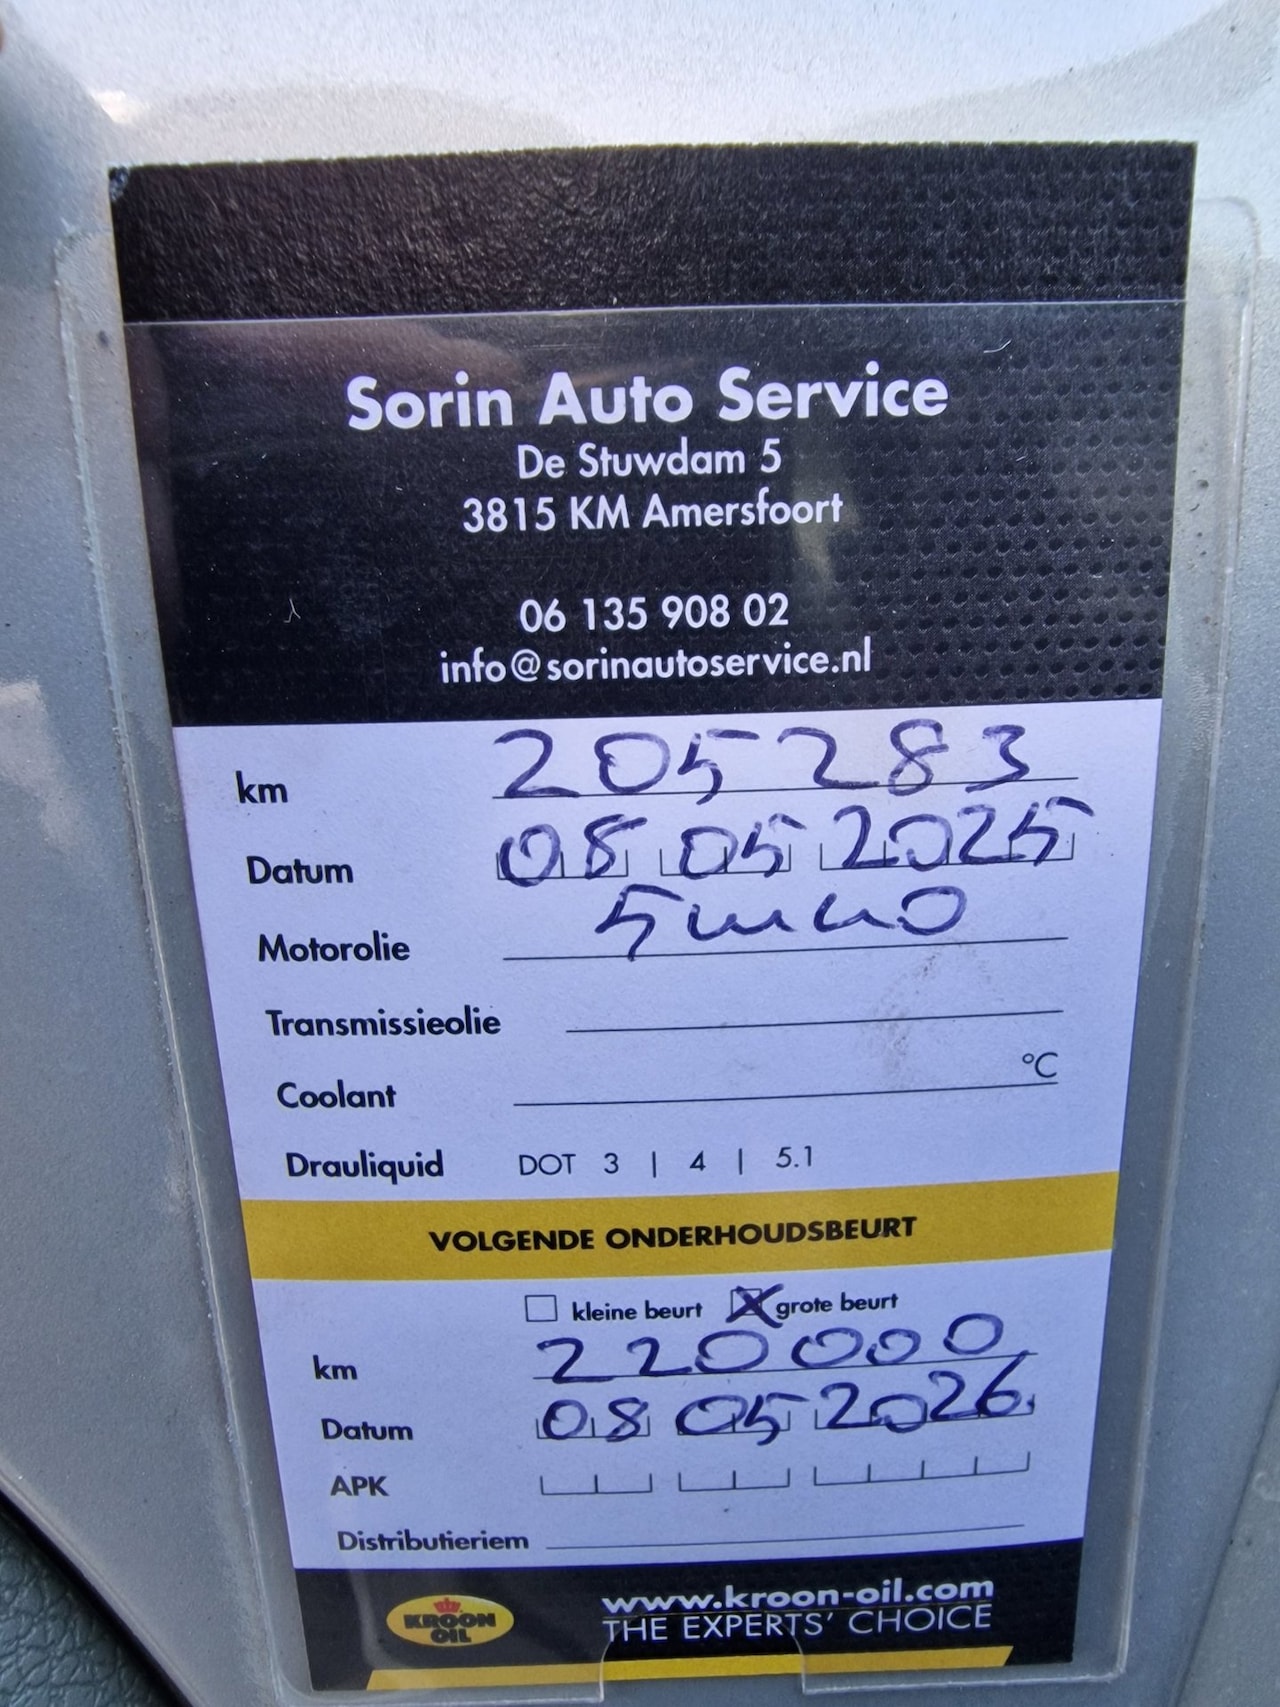 Sorin Auto Service
De Stuwdam 5
3815 KM Amersfoort
06 135 908 02
info@sorinautoservice.nl
km 205283
Datum 08 05 2025
Motorolie
Transmissieolie
Coolant °C
Drauliquid DOT 3 | 4 | 5.1
VOLGENDE ONDERHOUDSBEURT
kleine beurt X grote beurt
km 220000
Datum 08 05 2026
APK
Distributieriem
KROON OIL www.kroon-oil.com
THE EXPERTS' CHOICE